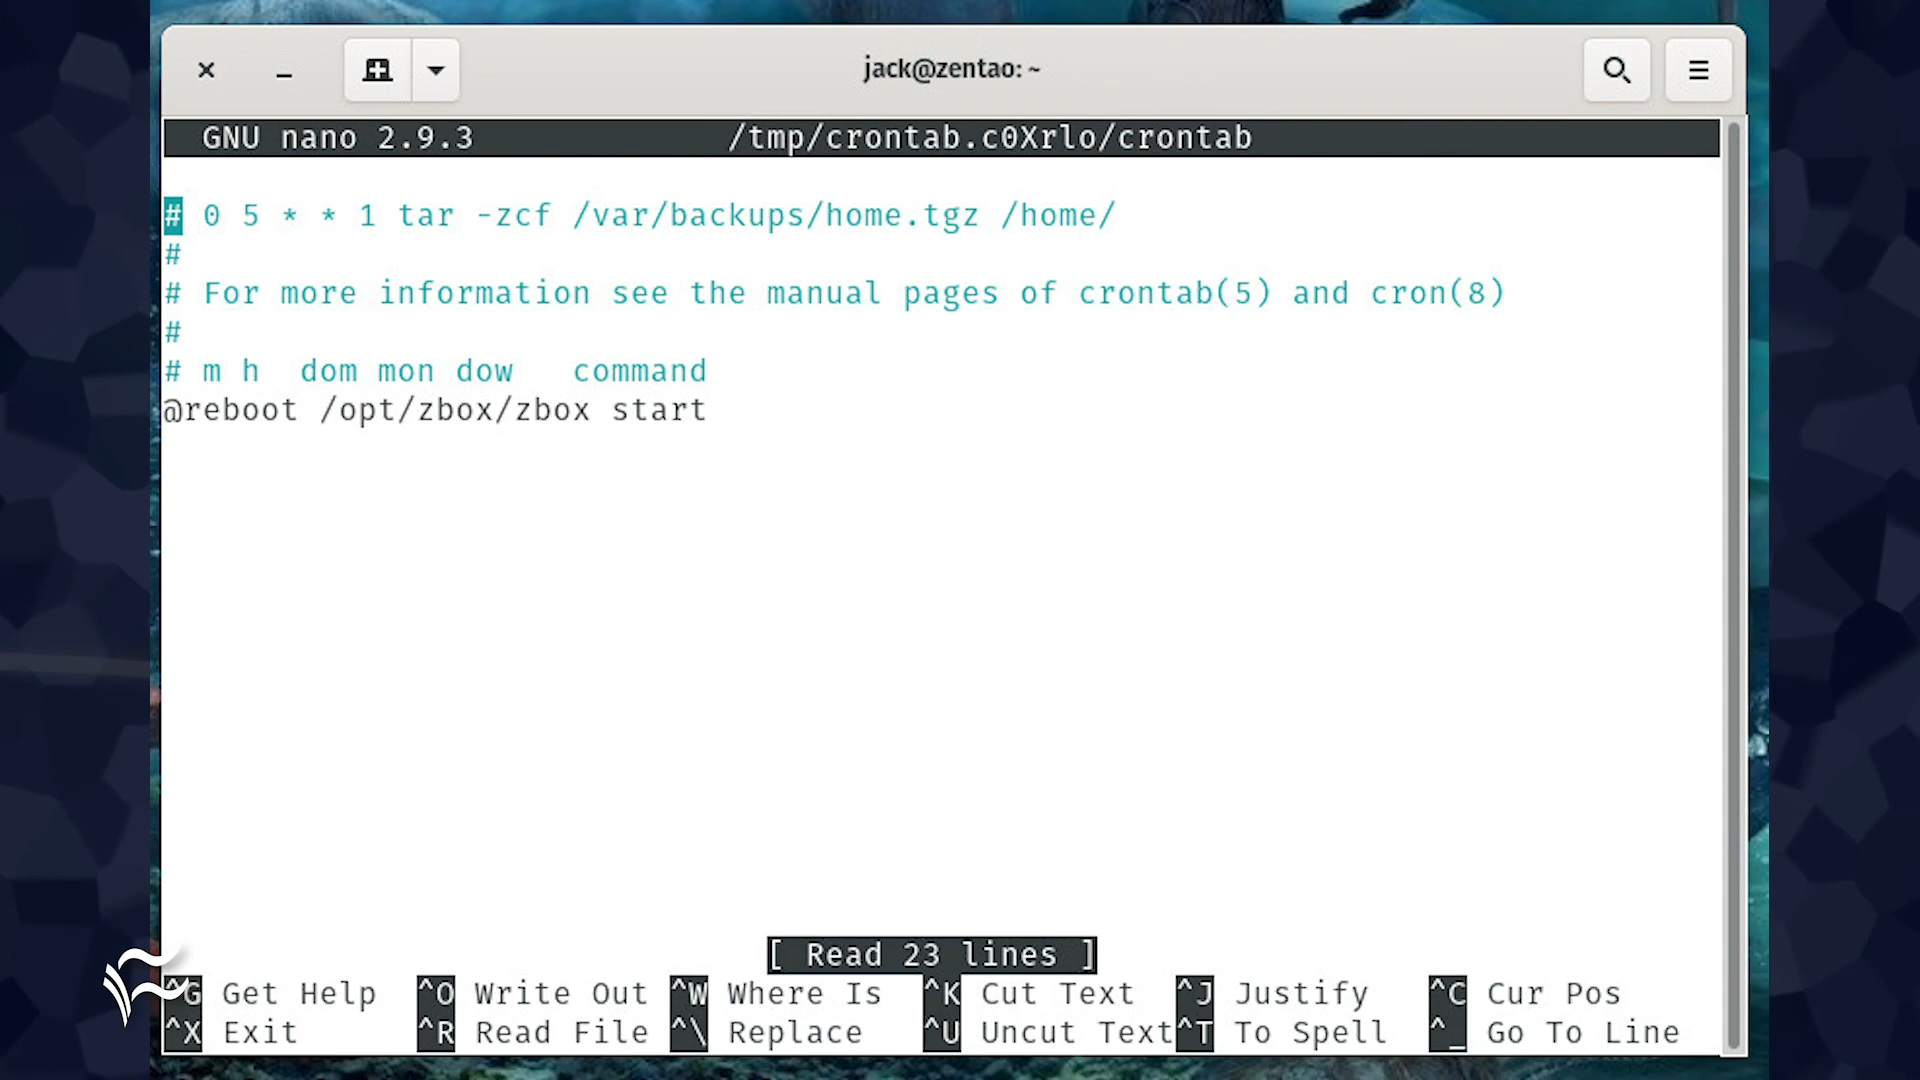 jack@zentao: ~
GNU nano 2.9.3 /tmp/crontab.c0Xrlo/crontab
# 0 5 * * 1 tar -zcf /var/backups/home.tgz /home/
#
# For more information see the manual pages of crontab(5) and cron(8)
#
# m h  dom mon dow   command
@reboot /opt/zbox/zbox start
[ Read 23 lines ]
^G Get Help ^O Write Out ^W Where Is ^K Cut Text ^J Justify ^C Cur Pos
^X Exit ^R Read File ^\ Replace ^U Uncut Text ^T To Spell ^_ Go To Line